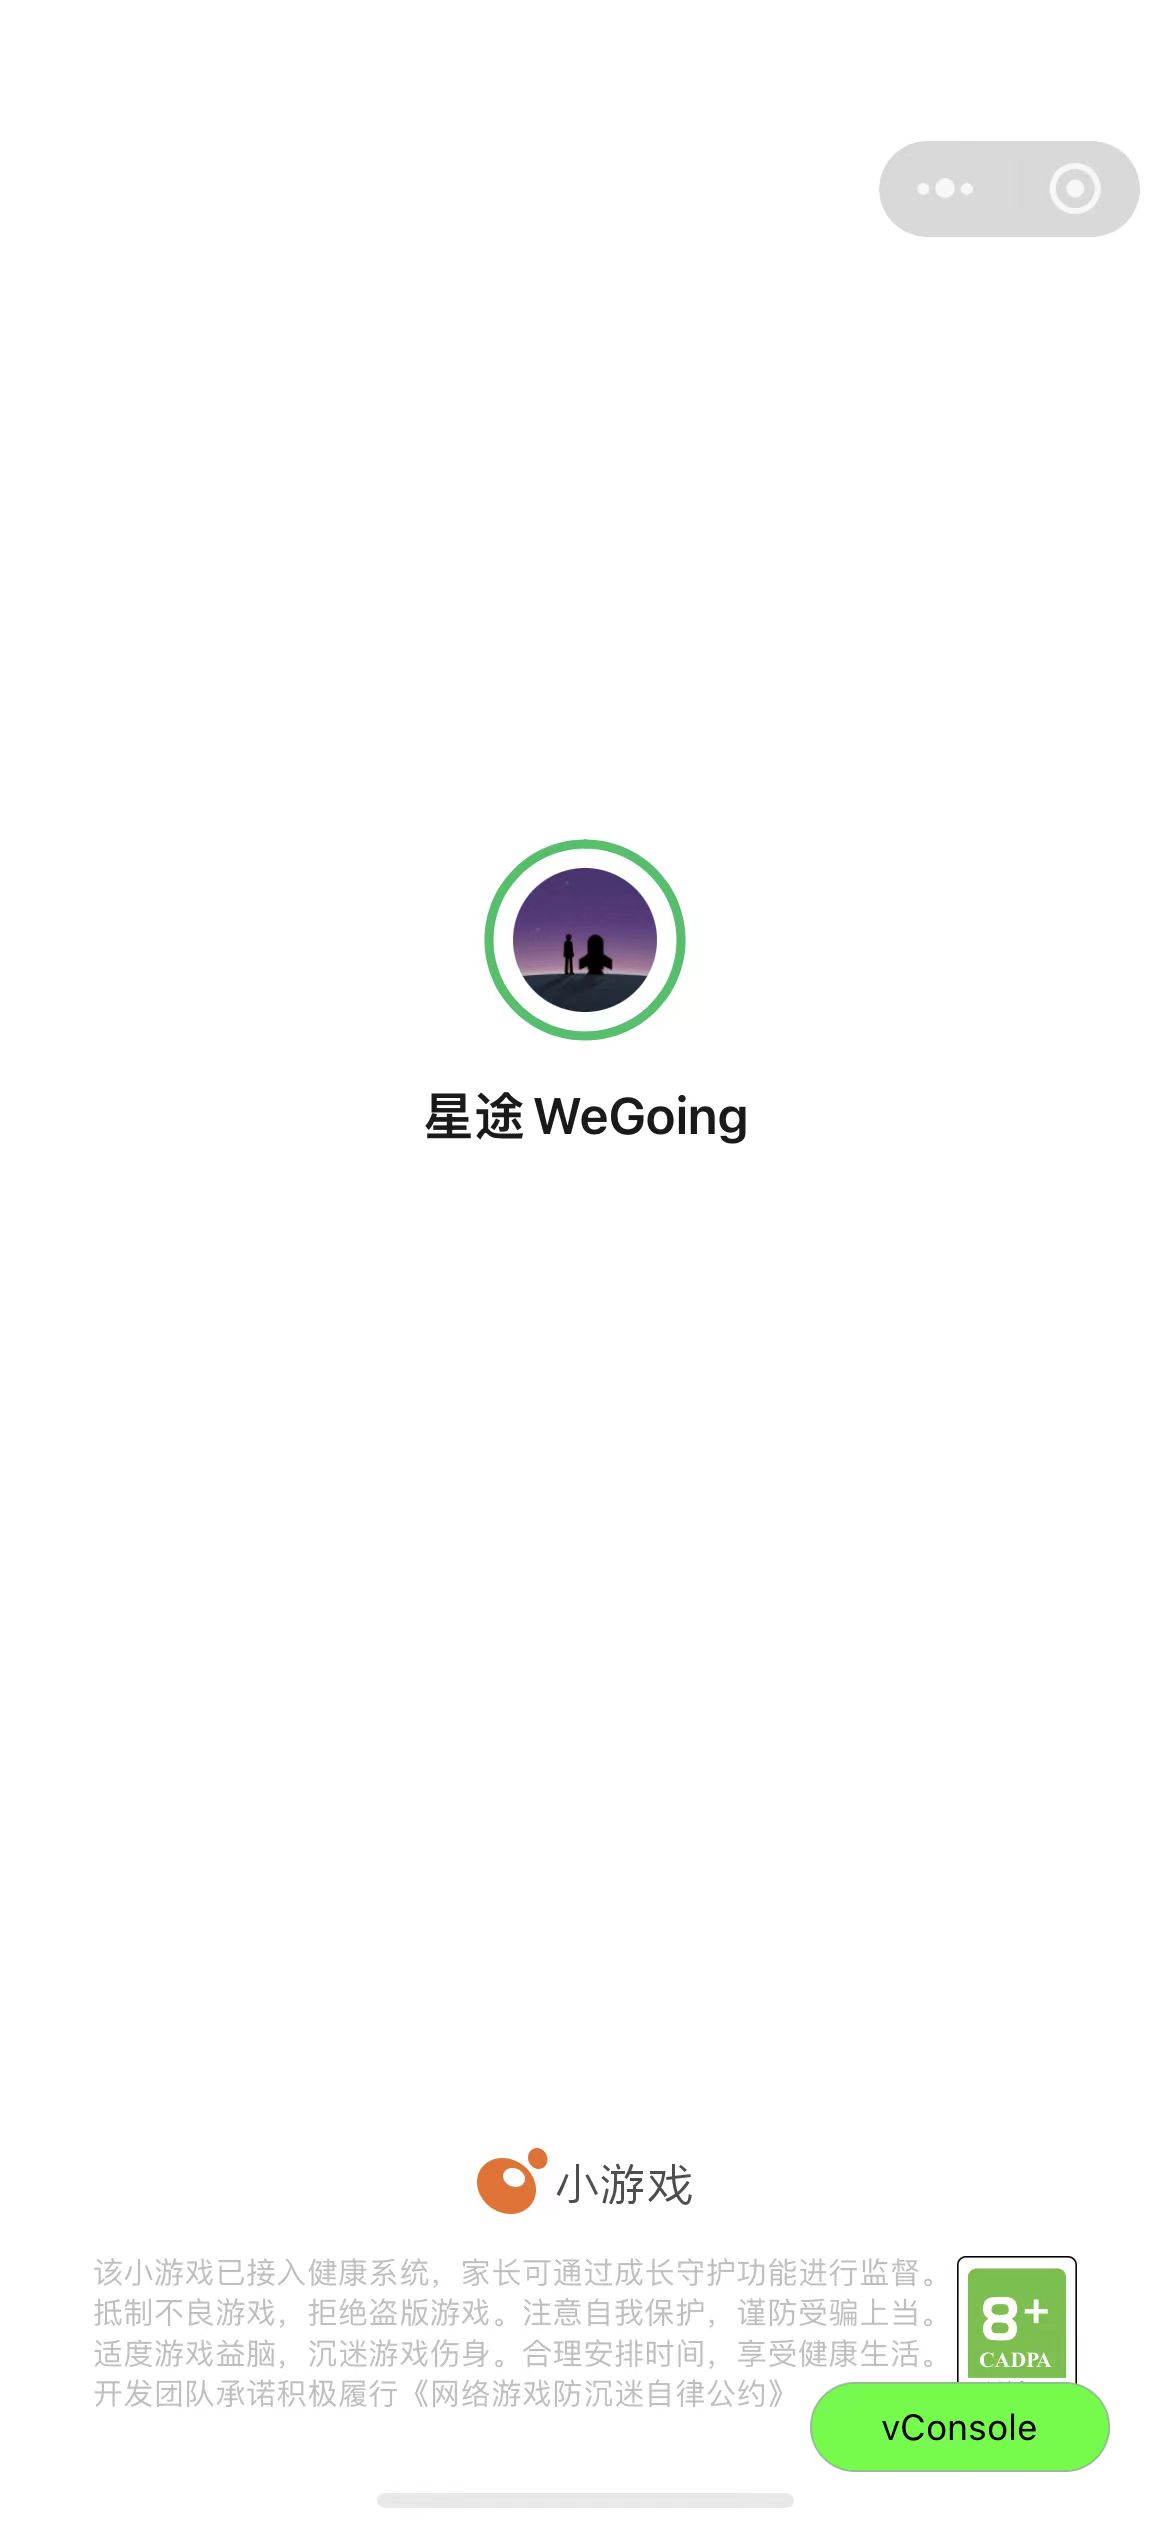 星途 WeGoing
小游戏
该小游戏已接入健康系统，家长可通过成长守护功能进行监督。
抵制不良游戏，拒绝盗版游戏。注意自我保护，谨防受骗上当。
适度游戏益脑，沉迷游戏伤身。合理安排时间，享受健康生活。
开发团队承诺积极履行《网络游戏防沉迷自律公约》
8+
CADPA
vConsole